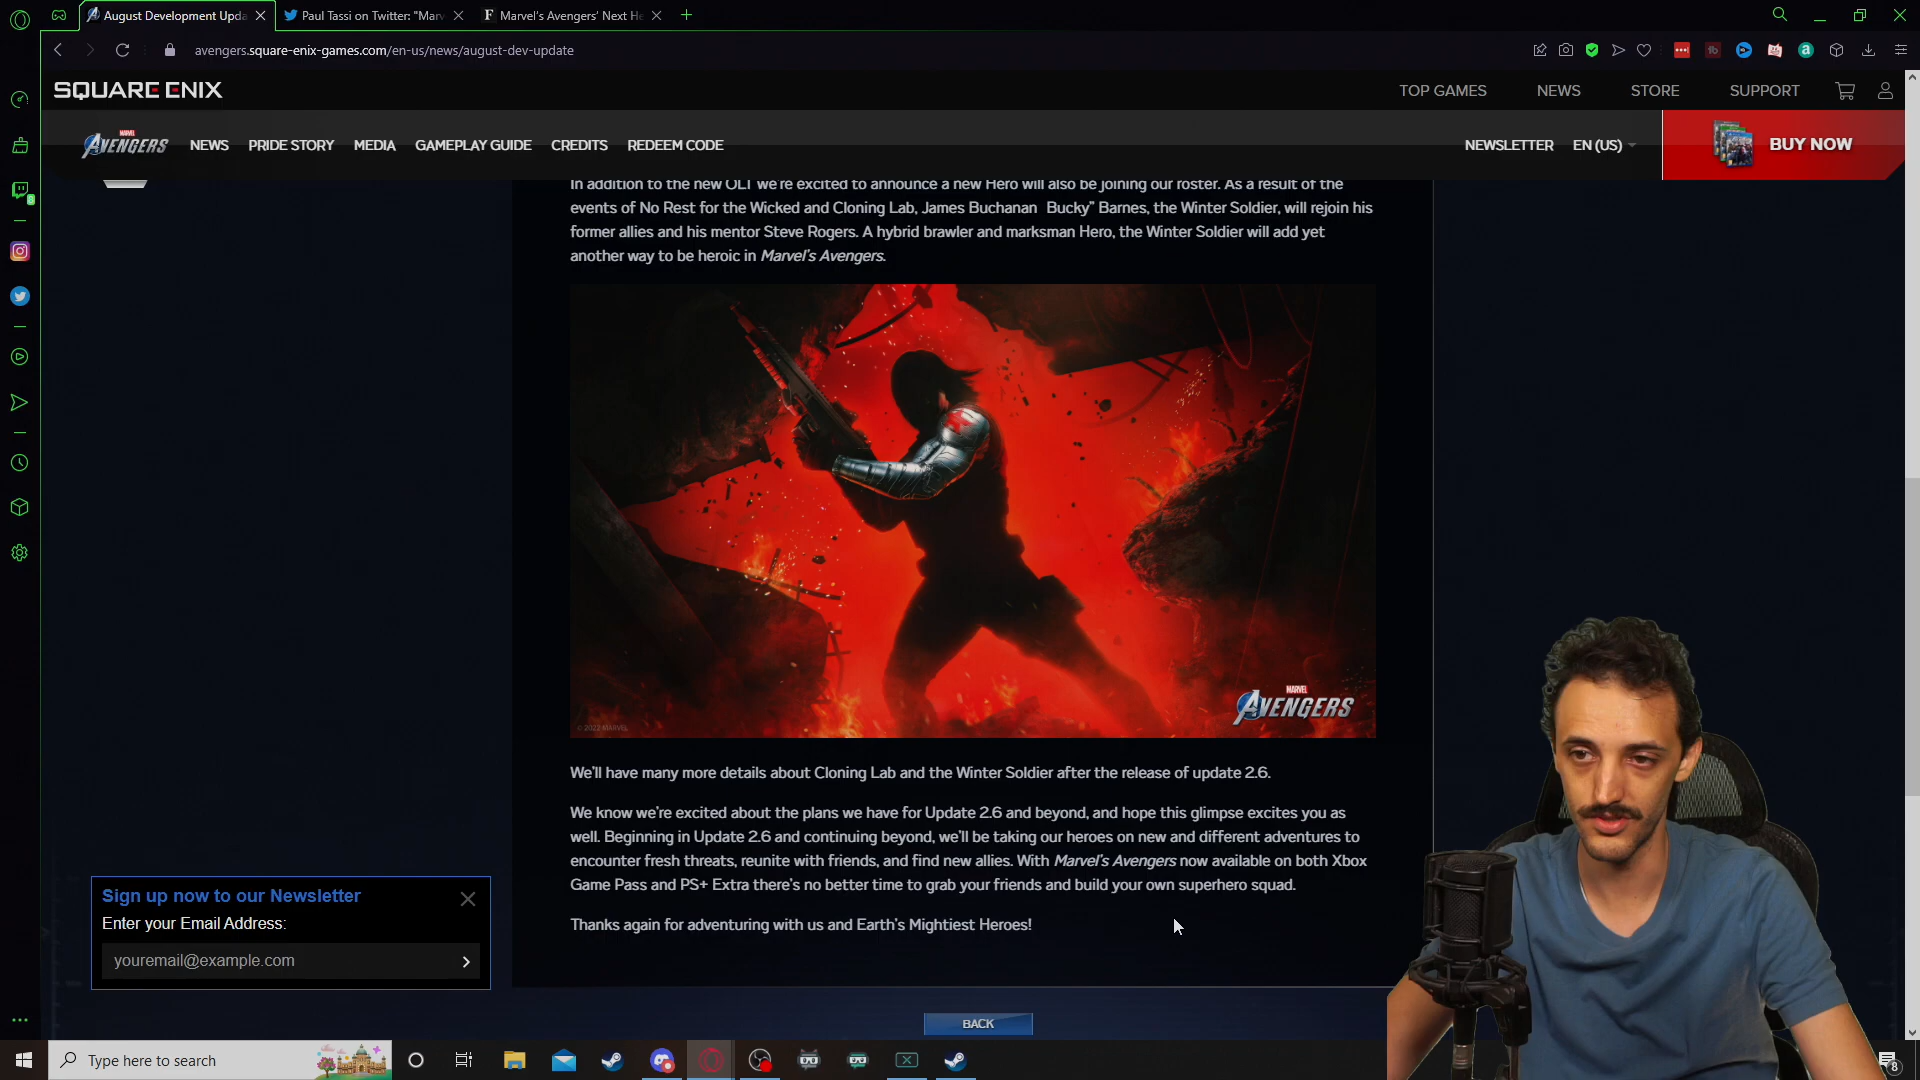 August Development Upda
Paul Tassi on Twitter: "Mar
Marvel's Avengers' Next He
avengers.square-enix-games.com/en-us/news/august-dev-update
SQUARE ENIX
TOP GAMES
NEWS
STORE
SUPPORT
MARVEL
AVENGERS
NEWS
PRIDE STORY
MEDIA
GAMEPLAY GUIDE
CREDITS
REDEEM CODE
NEWSLETTER
EN (US)
BUY NOW
In addition to the new OLT we're excited to announce a new Hero will also be joining our roster. As a result of the
events of No Rest for the Wicked and Cloning Lab, James Buchanan Bucky" Barnes, the Winter Soldier, will rejoin his
former allies and his mentor Steve Rogers. A hybrid brawler and marksman Hero, the Winter Soldier will add yet
another way to be heroic in Marvel's Avengers.
MARVEL
AVENGERS
© 2022 MARVEL
We'll have many more details about Cloning Lab and the Winter Soldier after the release of update 2.6.
We know we're excited about the plans we have for Update 2.6 and beyond, and hope this glimpse excites you as
well. Beginning in Update 2.6 and continuing beyond, we'll be taking our heroes on new and different adventures to
encounter fresh threats, reunite with friends, and find new allies. With Marvel's Avengers now available on both Xbox
Game Pass and PS+ Extra there's no better time to grab your friends and build your own superhero squad.
Thanks again for adventuring with us and Earth's Mightiest Heroes!
Sign up now to our Newsletter
Enter your Email Address:
youremail@example.com
BACK
Type here to search
8